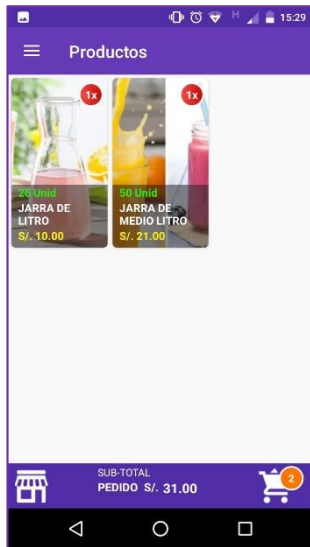 H 15:29
Productos
1x
26 Unid
JARRA DE
LITRO
S/. 10.00
1x
50 Unid
JARRA DE
MEDIO LITRO
S/. 21.00
SUB-TOTAL
PEDIDO S/. 31.00
2